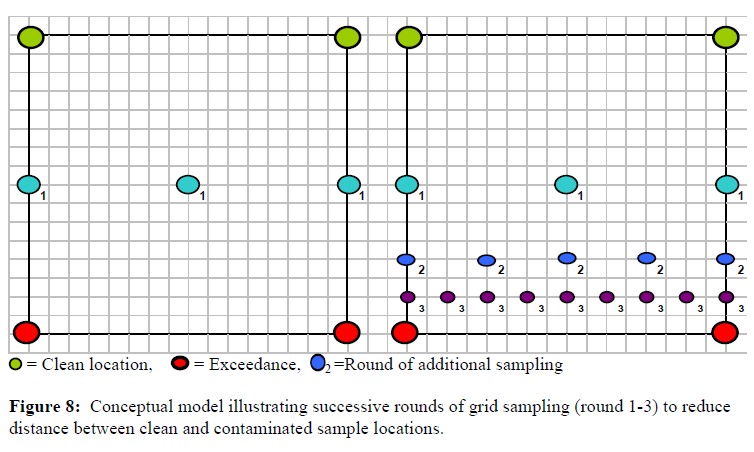 1 1 1 1 1 1
2 2 2 2 2
3 3 3 3 3 3 3 3 3
= Clean location, = Exceedance, 2 =Round of additional sampling
Figure 8: Conceptual model illustrating successive rounds of grid sampling (round 1-3) to reduce
distance between clean and contaminated sample locations.